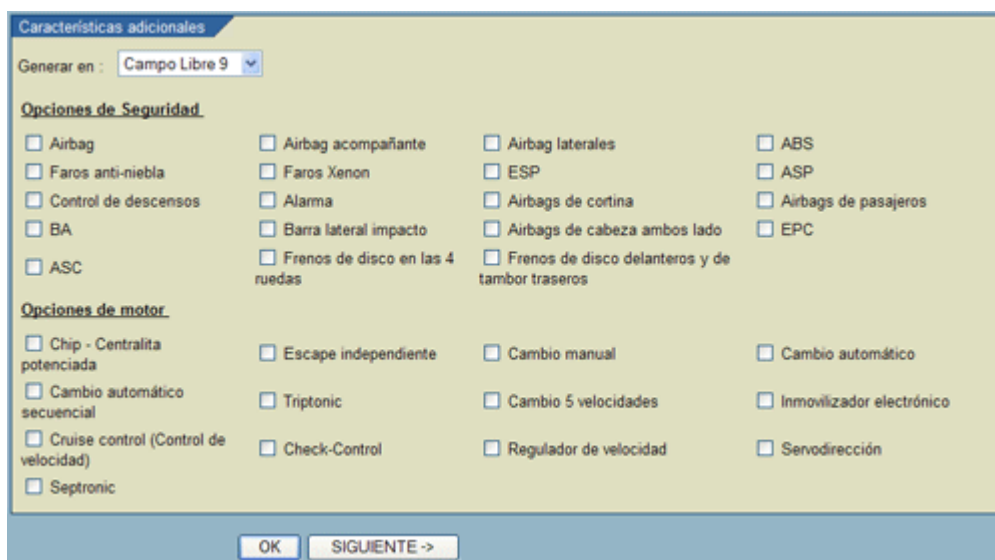 Características adicionales
Generar en : Campo Libre 9
Opciones de Seguridad
Airbag Airbag acompañante Airbag laterales ABS
Faros anti-niebla Faros Xenon ESP ASP
Control de descensos Alarma Airbags de cortina Airbags de pasajeros
BA Barra lateral impacto Airbags de cabeza ambos lado EPC
ASC Frenos de disco en las 4 ruedas Frenos de disco delanteros y de tambor traseros
Opciones de motor
Chip - Centralita potenciada Escape independiente Cambio manual Cambio automático
Cambio automático secuencial Triptonic Cambio 5 velocidades Inmovilizador electrónico
Cruise control (Control de velocidad) Check-Control Regulador de velocidad Servodirección
Septronic
OK SIGUIENTE ->